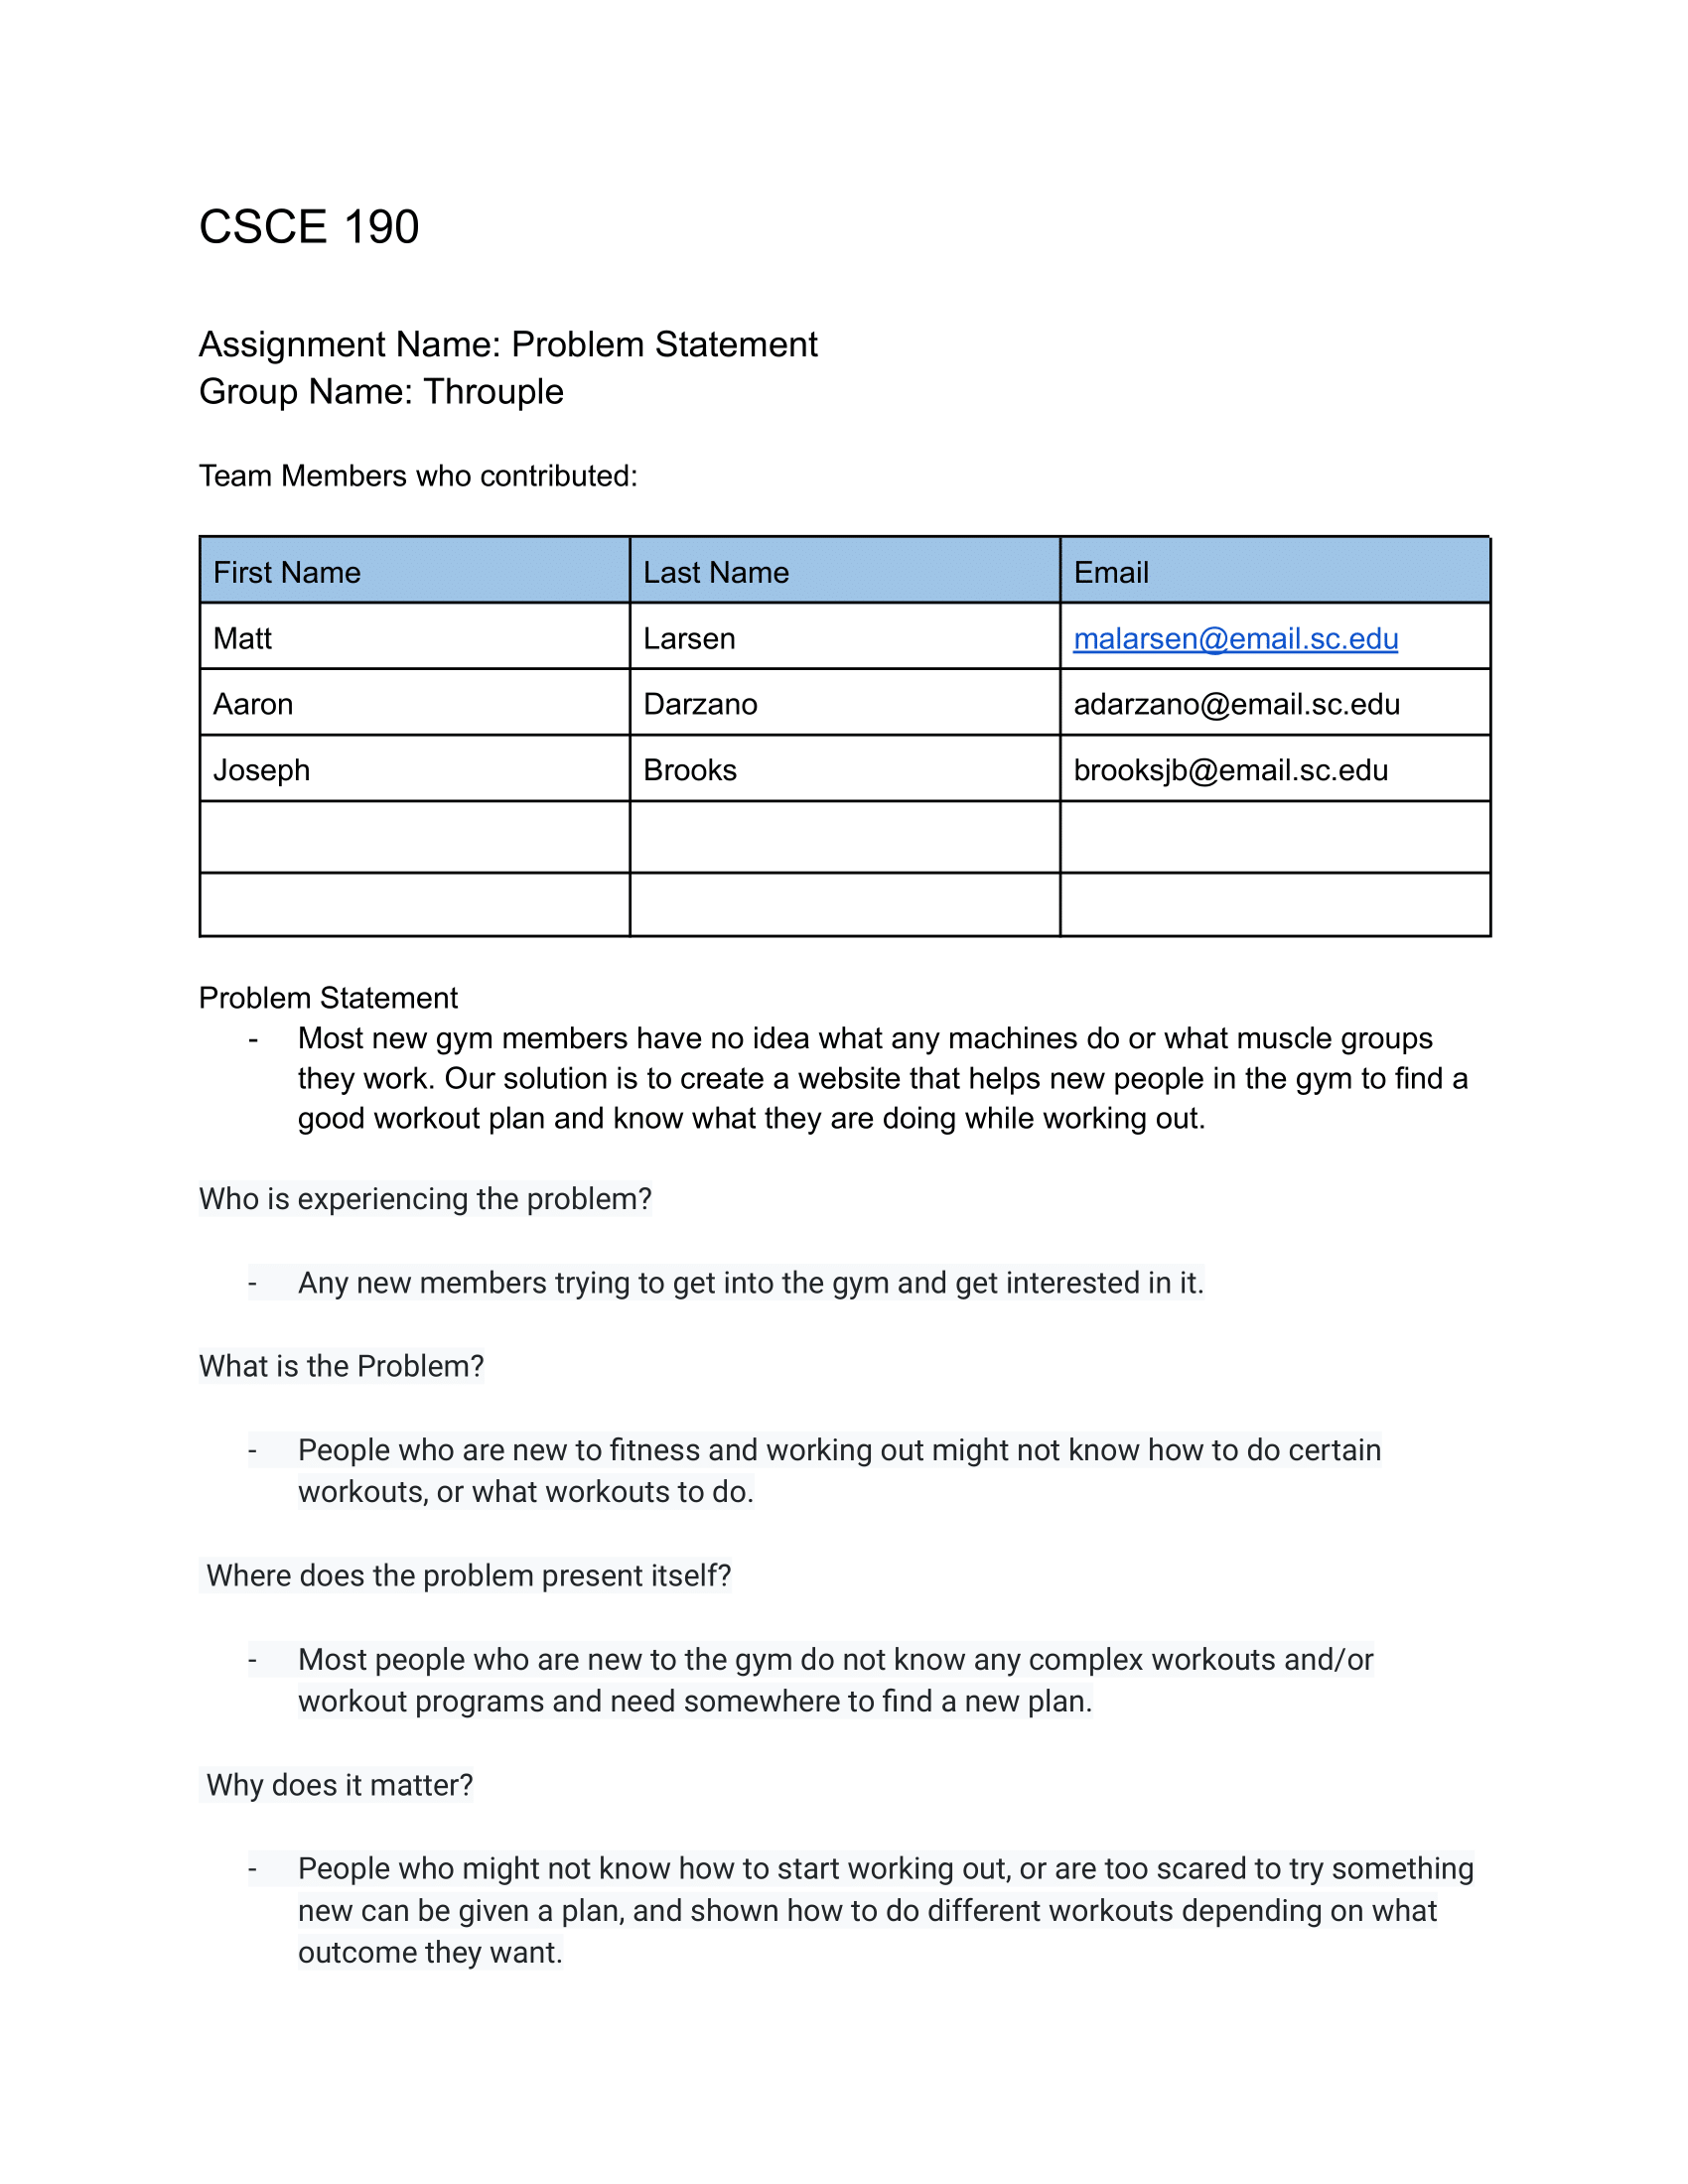 CSCE 190
Assignment Name: Problem Statement
Group Name: Throuple
Team Members who contributed:
First Name Last Name Email
Matt Larsen malarsen@email.sc.edu
Aaron Darzano adarzano@email.sc.edu
Joseph Brooks brooksjb@email.sc.edu
Problem Statement
- Most new gym members have no idea what any machines do or what muscle groups
they work. Our solution is to create a website that helps new people in the gym to find a
good workout plan and know what they are doing while working out.
Who is experiencing the problem?
- Any new members trying to get into the gym and get interested in it.
What is the Problem?
- People who are new to fitness and working out might not know how to do certain
workouts, or what workouts to do.
Where does the problem present itself?
- Most people who are new to the gym do not know any complex workouts and/or
workout programs and need somewhere to find a new plan.
Why does it matter?
- People who might not know how to start working out, or are too scared to try something
new can be given a plan, and shown how to do different workouts depending on what
outcome they want.